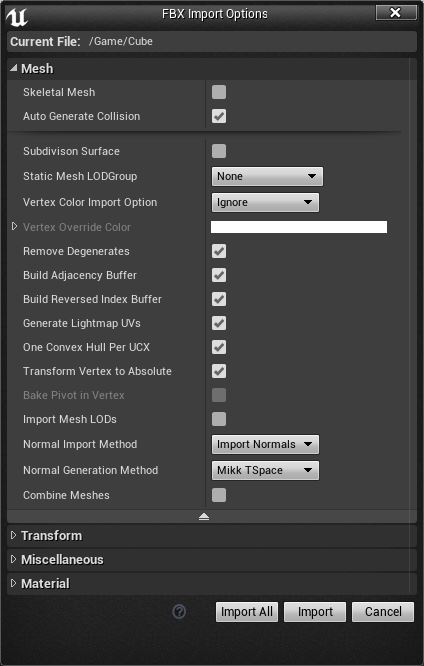 FBX Import Options
Current File: /Game/Cube
Mesh
Skeletal Mesh
Auto Generate Collision
Subdivison Surface
Static Mesh LODGroup None
Vertex Color Import Option Ignore
Vertex Override Color
Remove Degenerates
Build Adjacency Buffer
Build Reversed Index Buffer
Generate Lightmap UVs
One Convex Hull Per UCX
Transform Vertex to Absolute
Bake Pivot in Vertex
Import Mesh LODs
Normal Import Method Import Normals
Normal Generation Method Mikk TSpace
Combine Meshes
Transform
Miscellaneous
Material
? Import All Import Cancel